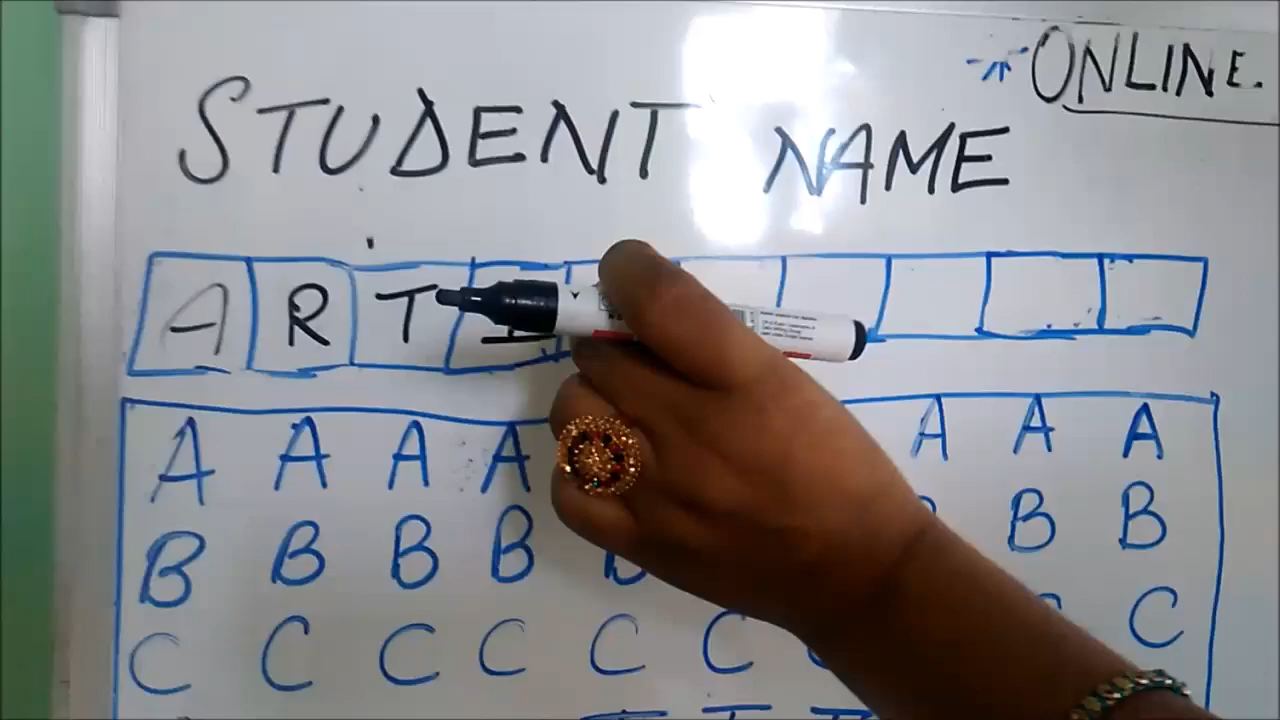 ONLINE.
STUDENT NAME
A R T I
A A A A A A A
B B B B B B B
C C C C C C C